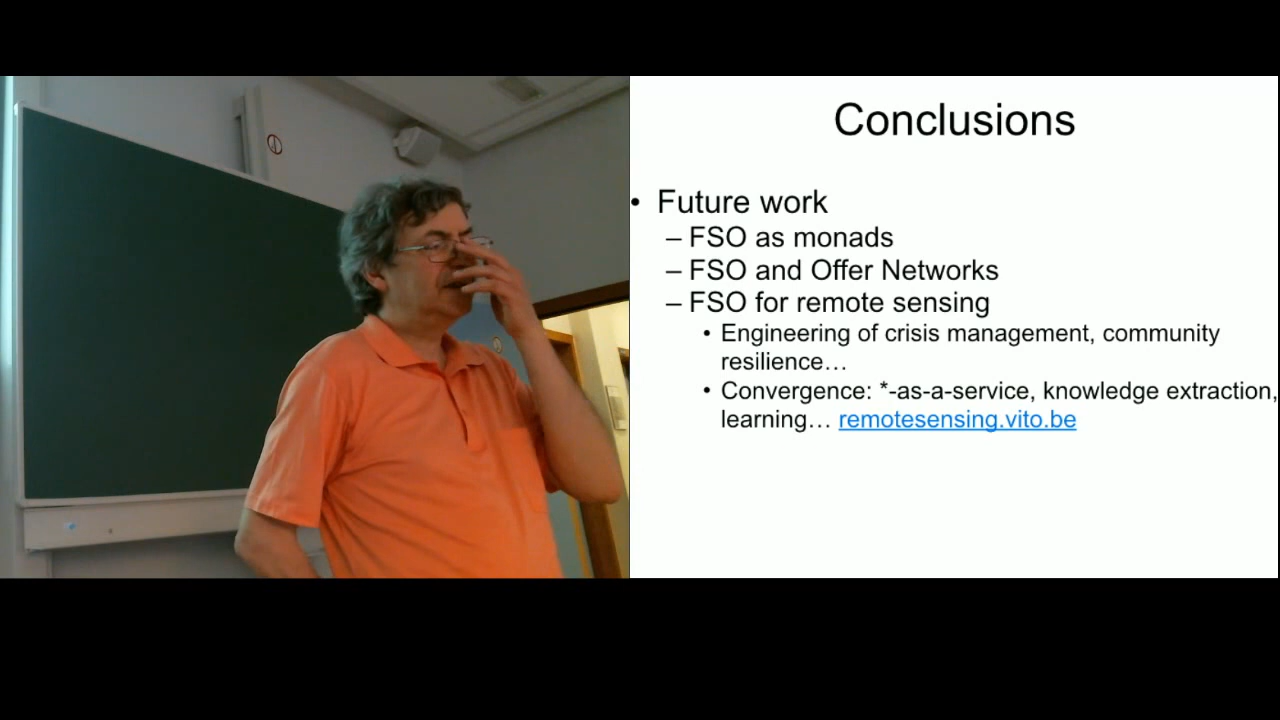 Conclusions
• Future work
– FSO as monads
– FSO and Offer Networks
– FSO for remote sensing
• Engineering of crisis management, community
resilience…
• Convergence: *-as-a-service, knowledge extraction,
learning… remotesensing.vito.be